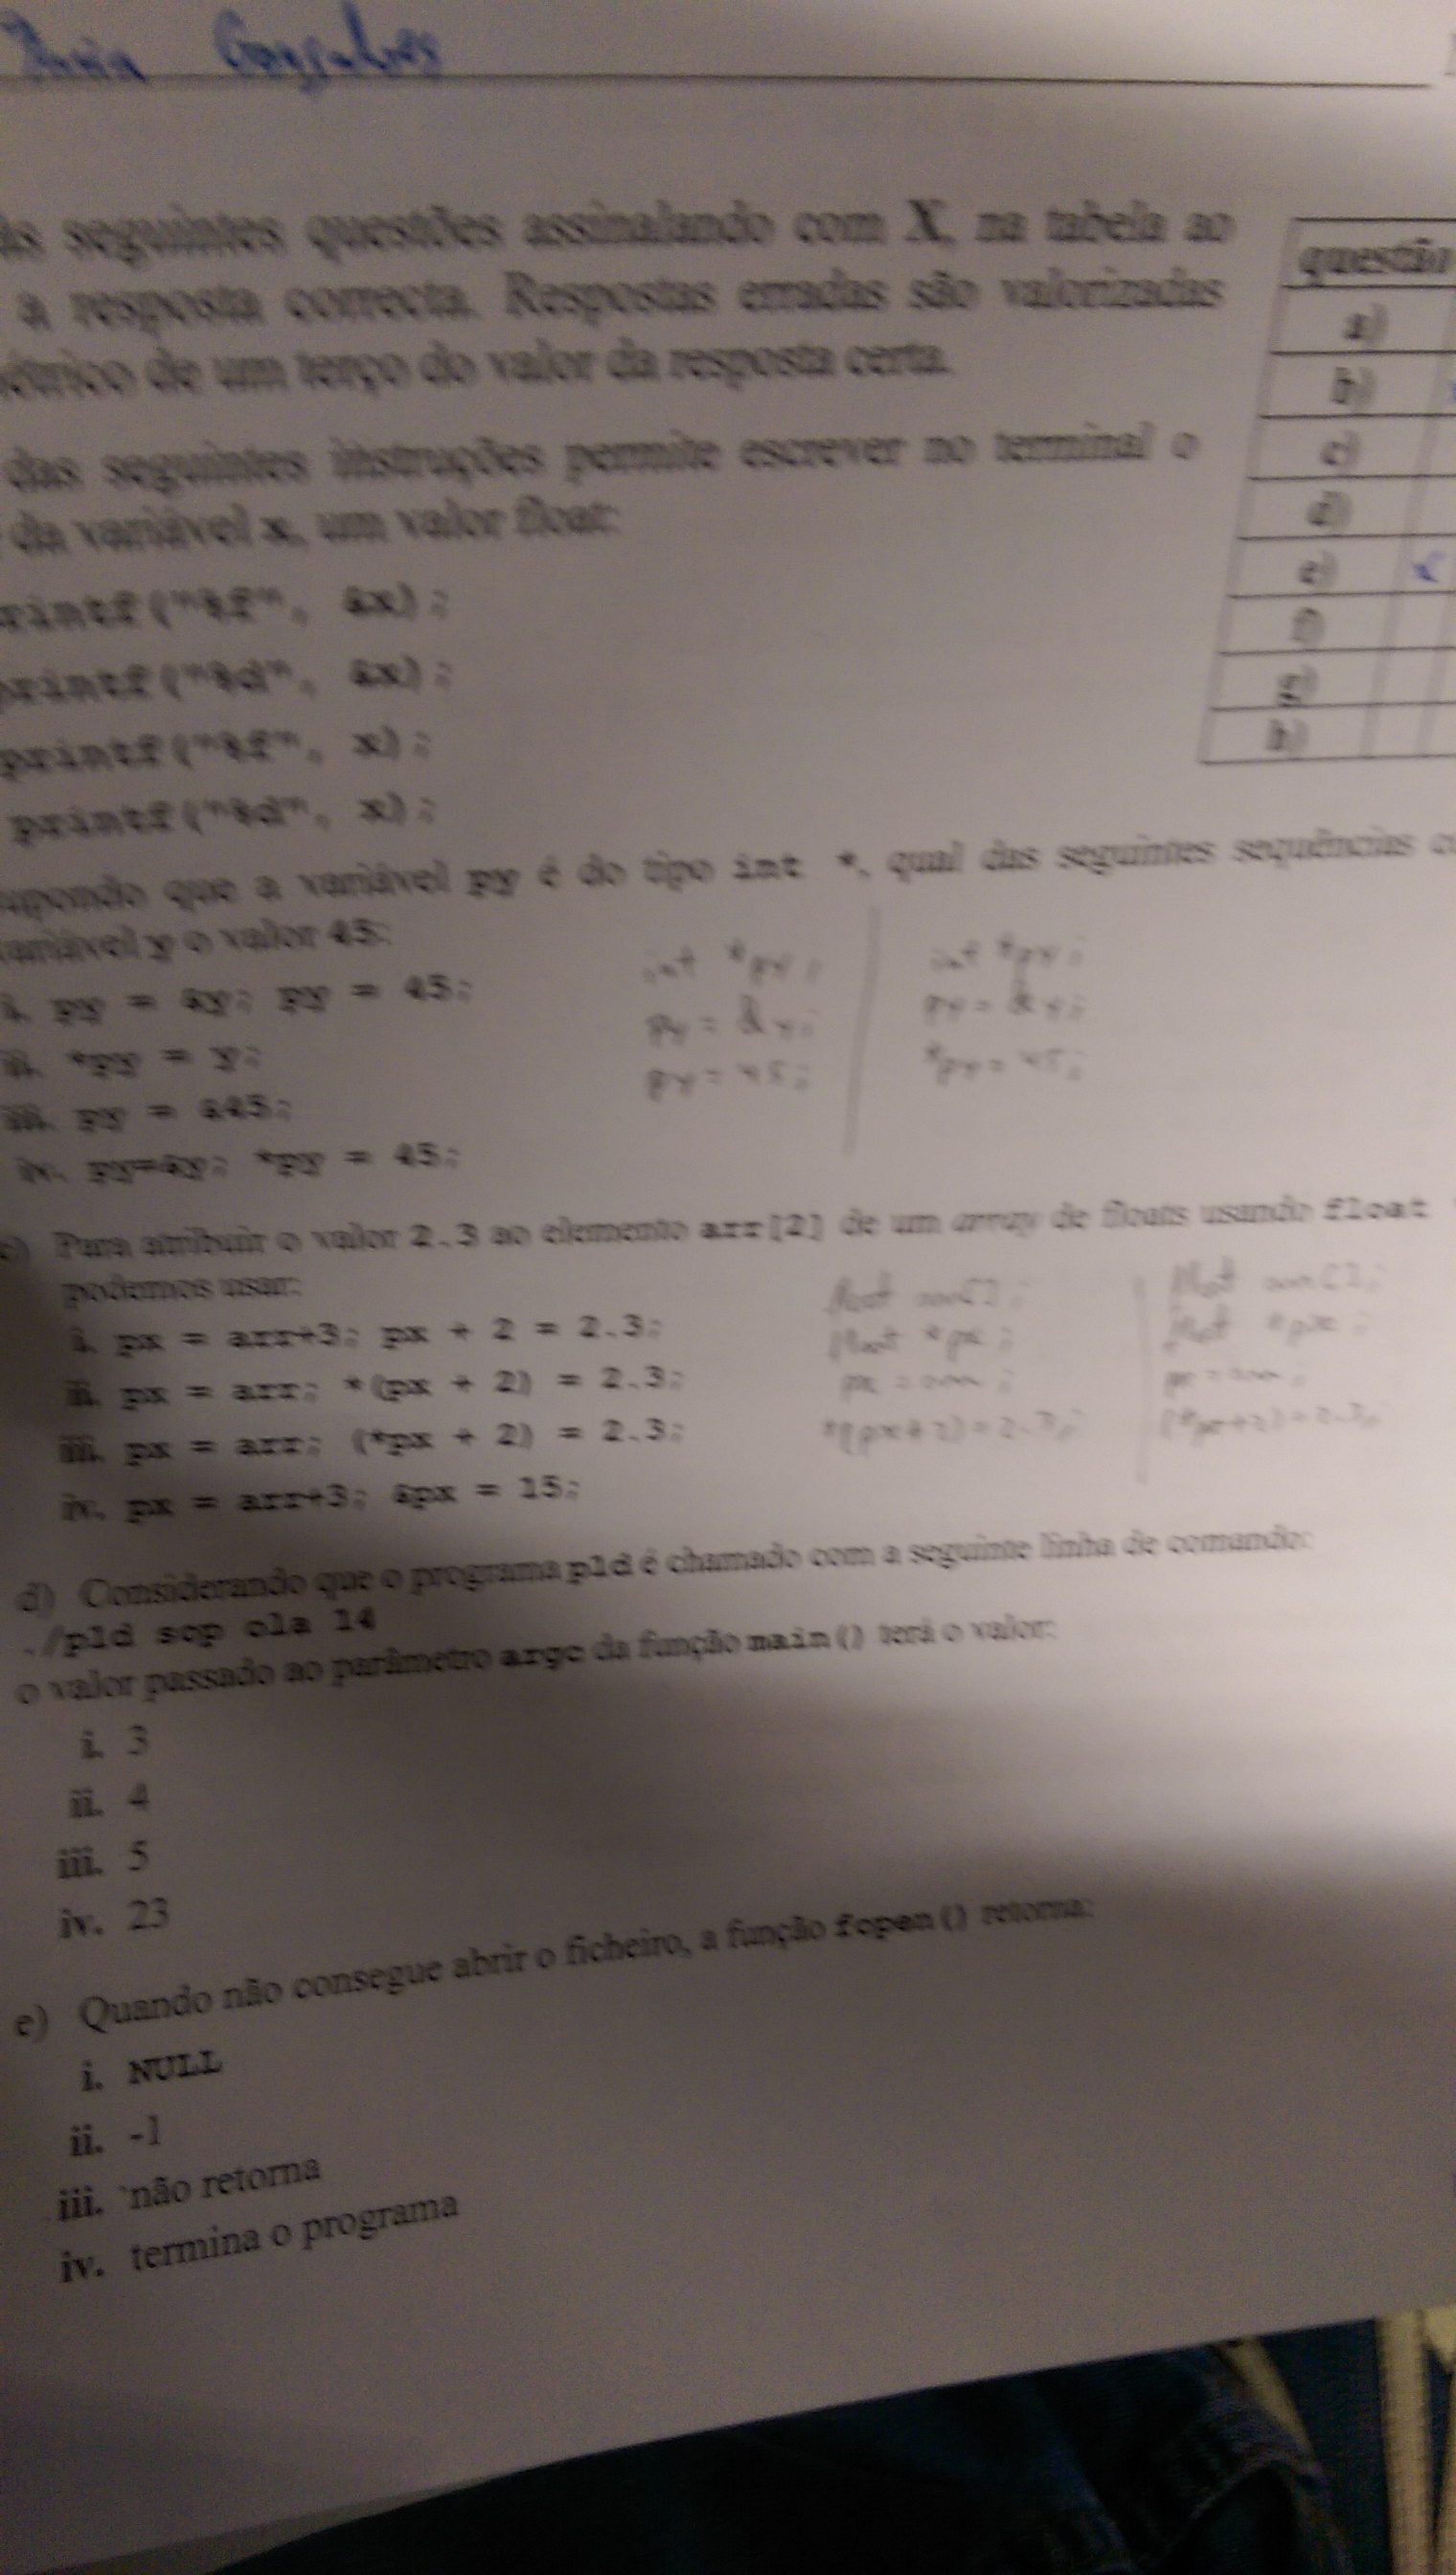 Gonçalves
seguintes questões assinalando com X, na tabela ao
a resposta correcta. Respostas erradas são valorizadas
de um terço do valor da resposta certa.
das seguintes instruções permite escrever no terminal o
da variável x, um valor float:
rintf("%f", &x);
printf("%d", &x);
printf("%f", x);
printf("%d", x);
questão
a)
b)
c)
d)
e) x
f)
g)
h)
upondo que a variável py é do tipo int *, qual das seguintes sequências
variável y o valor 45:
i. py = &y; py = 45;
ii. *py = y;
iii. py = &45;
iv. py=&y; *py = 45;
int *py;
py = &y;
py = 45;
int *py;
py = &y;
*py = 45;
c) Para atribuir o valor 2.3 ao elemento arr[2] de um array de floats usando float
podemos usar:
i. px = arr+3; px + 2 = 2.3;
ii. px = arr; *(px + 2) = 2.3;
iii. px = arr; (*px + 2) = 2.3;
iv. px = arr+3; &px = 15;
float arr[];
float *px;
px = arr;
*(px+2) = 2.3;
float arr[];
float *px;
px = arr;
(*px+2) = 2.3;
d) Considerando que o programa p1d é chamado com a seguinte linha de comando:
./p1d sop ola 14
o valor passado ao parâmetro argc da função main() terá o valor:
i. 3
ii. 4
iii. 5
iv. 23
e) Quando não consegue abrir o ficheiro, a função fopen() retorna:
i. NULL
ii. -1
iii. não retorna
iv. termina o programa